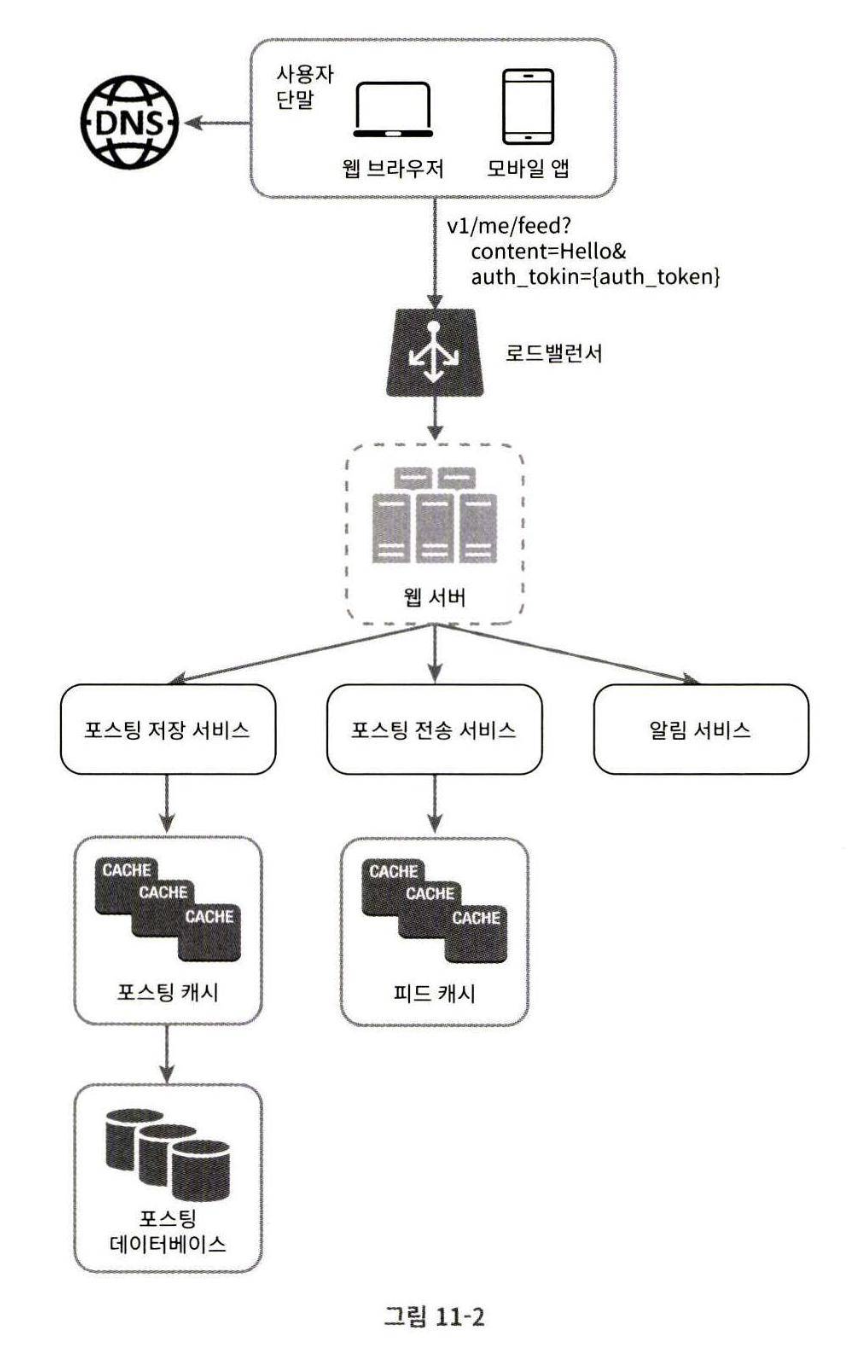 사용자
단말
DNS
웹 브라우저
모바일 앱
v1/me/feed?
content=Hello&
auth_tokin={auth_token}
로드밸런서
웹 서버
포스팅 저장 서비스
포스팅 전송 서비스
알림 서비스
CACHE
CACHE
CACHE
포스팅 캐시
CACHE
CACHE
CACHE
피드 캐시
포스팅
데이터베이스
그림 11-2